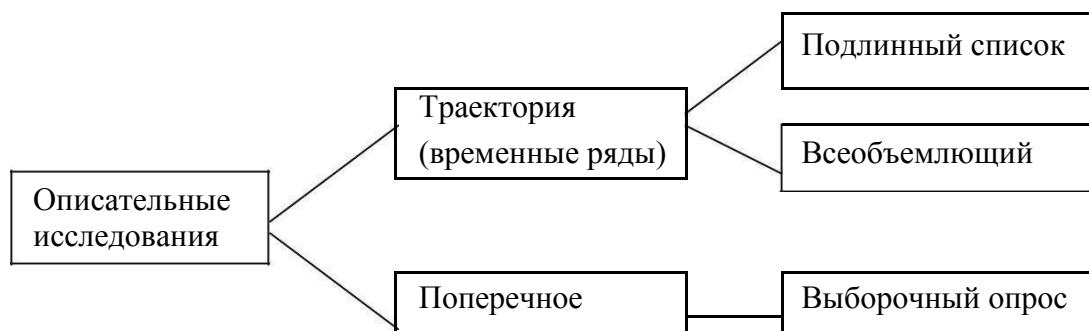 Подлинный список
Траектория
(временные ряды)
Всеобъемлющий
Описательные
исследования
Поперечное
Выборочный опрос